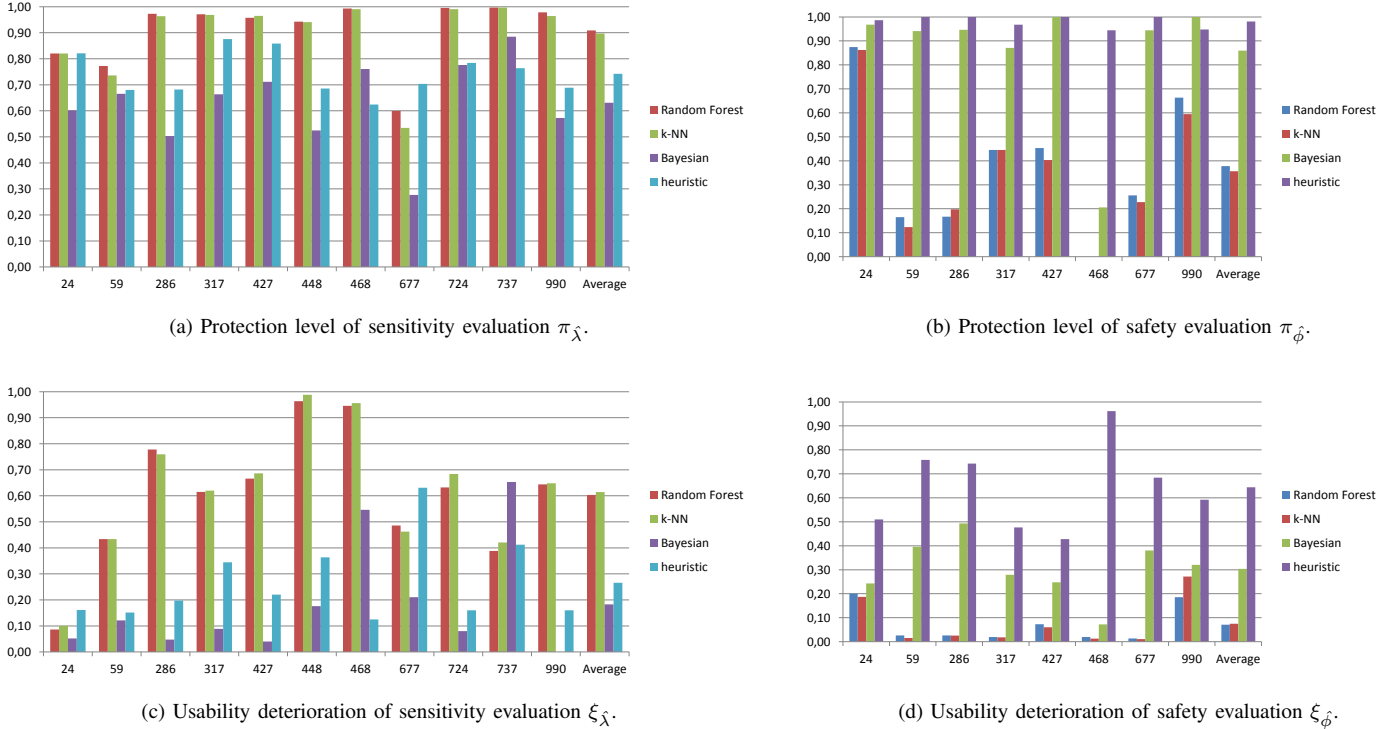 1,00
0,90
0,80
0,70
0,60
0,50
0,40
0,30
0,20
0,10
0,00
24 59 286 317 427 448 468 677 724 737 990 Average
Random Forest
k-NN
Bayesian
heuristic
(a) Protection level of sensitivity evaluation π_λ̂.
1,00
0,90
0,80
0,70
0,60
0,50
0,40
0,30
0,20
0,10
0,00
24 59 286 317 427 468 677 990 Average
Random Forest
k-NN
Bayesian
heuristic
(b) Protection level of safety evaluation π_ϕ̂.
1,00
0,90
0,80
0,70
0,60
0,50
0,40
0,30
0,20
0,10
0,00
24 59 286 317 427 448 468 677 724 737 990 Average
Random Forest
k-NN
Bayesian
heuristic
(c) Usability deterioration of sensitivity evaluation ξ_λ̂.
1,00
0,90
0,80
0,70
0,60
0,50
0,40
0,30
0,20
0,10
0,00
24 59 286 317 427 468 677 990 Average
Random Forest
k-NN
Bayesian
heuristic
(d) Usability deterioration of safety evaluation ξ_ϕ̂.